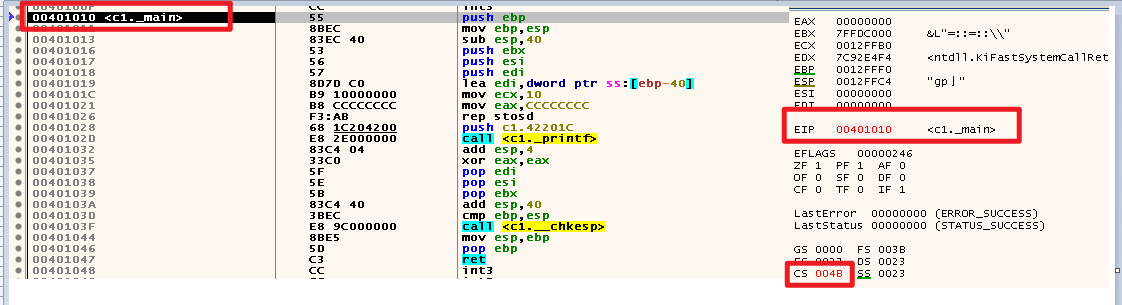 CC int3
00401010 <c1._main> 55 push ebp
8BEC mov ebp,esp
00401013 83EC 40 sub esp,40
00401016 53 push ebx
00401017 56 push esi
00401018 57 push edi
00401019 8D7D C0 lea edi,dword ptr ss:[ebp-40]
0040101C B9 10000000 mov ecx,10
00401021 B8 CCCCCCCC mov eax,CCCCCCCC
00401026 F3:AB rep stosd
00401028 68 1C204200 push c1.42201C
0040102D E8 2E000000 call <c1._printf>
00401032 83C4 04 add esp,4
00401035 33C0 xor eax,eax
00401037 5F pop edi
00401038 5E pop esi
00401039 5B pop ebx
0040103A 83C4 40 add esp,40
0040103D 3BEC cmp ebp,esp
0040103F E8 9C000000 call <c1.__chkesp>
00401044 8BE5 mov esp,ebp
00401046 5D pop ebp
00401047 C3 ret
00401048 CC int3
EAX 00000000
EBX 7FFDC000 &L"=::=::\\"
ECX 0012FFB0
EDX 7C92E4F4 <ntdll.KiFastSystemCallRet
EBP 0012FFF0
ESP 0012FFC4
ESI 00000000
EDI 00000000
EIP 00401010 <c1._main>
EFLAGS 00000246
ZF 1 PF 1 AF 0
OF 0 SF 0 DF 0
CF 0 TF 0 IF 1
LastError 00000000 (ERROR_SUCCESS)
LastStatus 00000000 (STATUS_SUCCESS)
GS 0000 FS 003B
ES 0023 DS 0023
CS 004B SS 0023